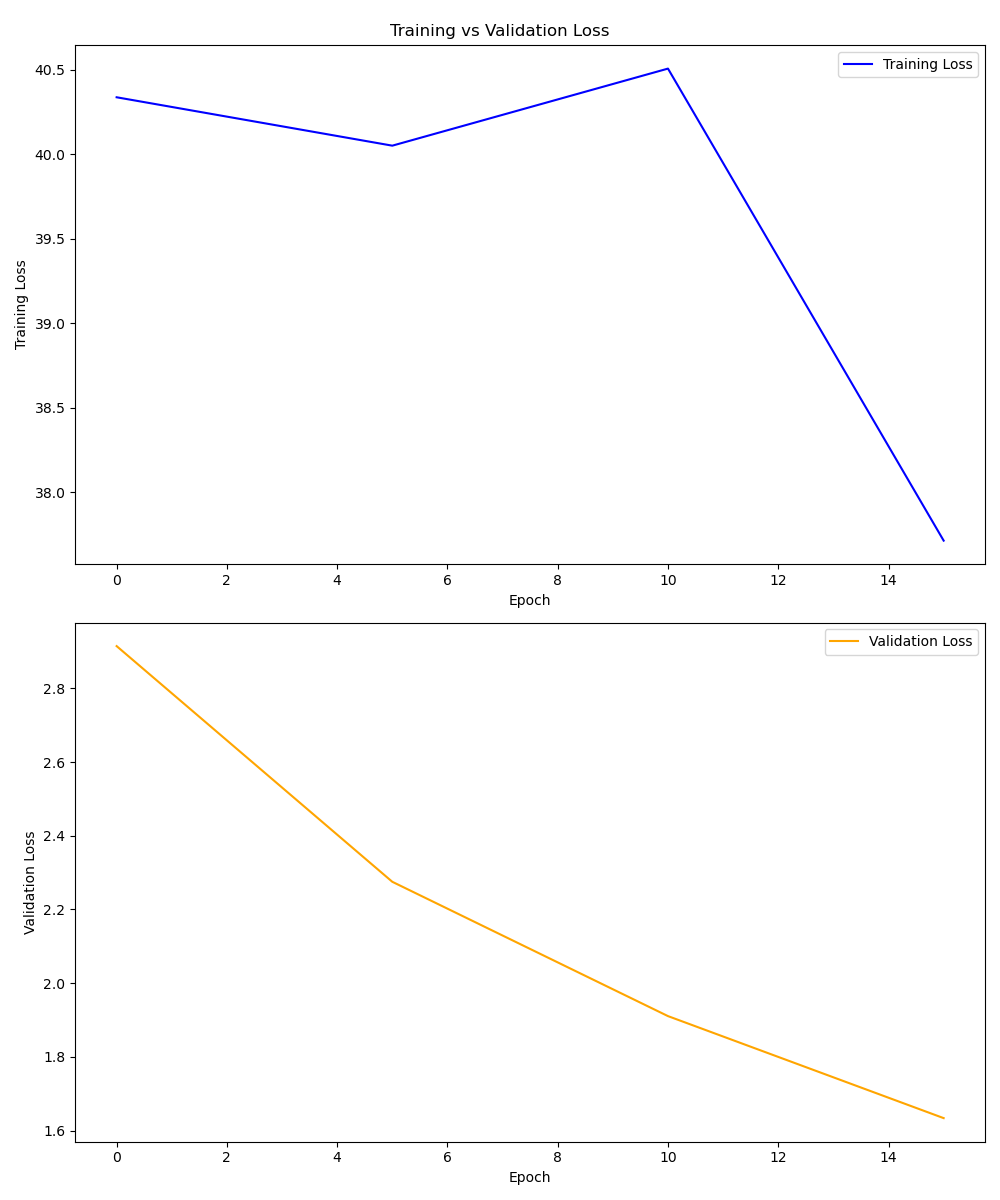 Training vs Validation Loss
Training Loss
40.5
40.0
39.5
39.0
38.5
38.0
Training Loss
0 2 4 6 8 10 12 14
Epoch
Validation Loss
2.8
2.6
2.4
2.2
2.0
1.8
1.6
Validation Loss
0 2 4 6 8 10 12 14
Epoch